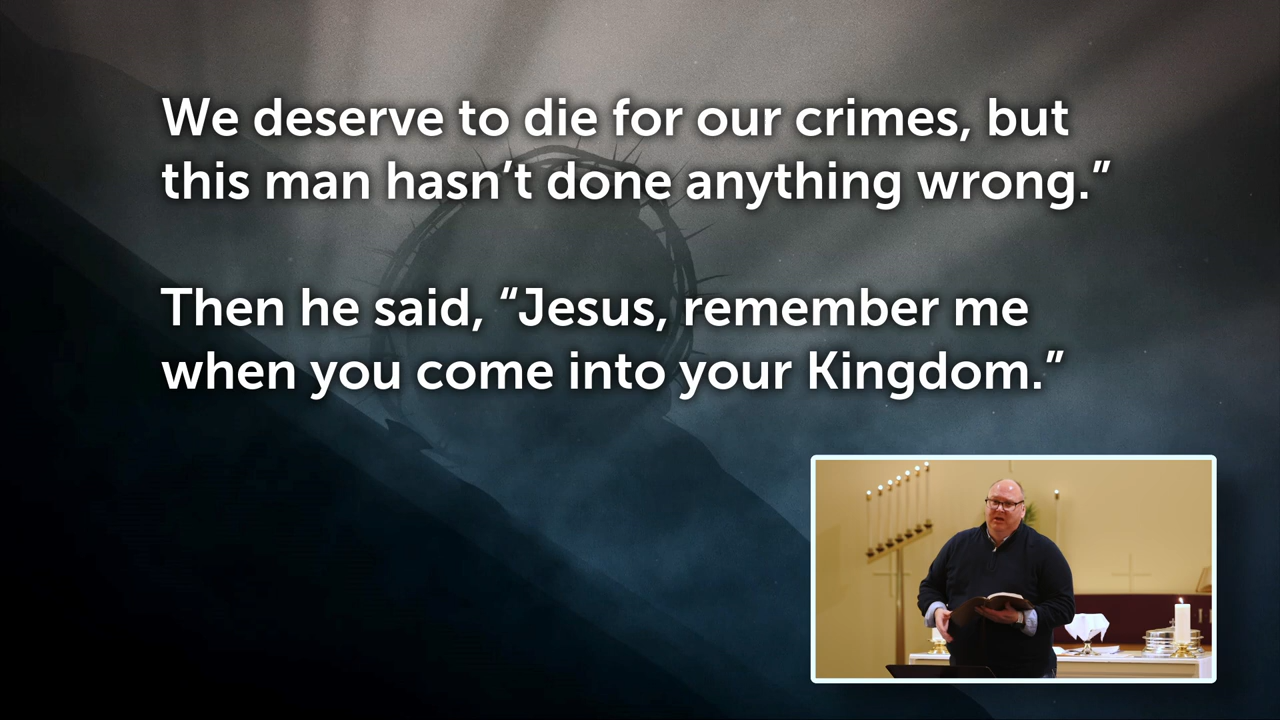 We deserve to die for our crimes, but
this man hasn’t done anything wrong.”
Then he said, “Jesus, remember me
when you come into your Kingdom.”